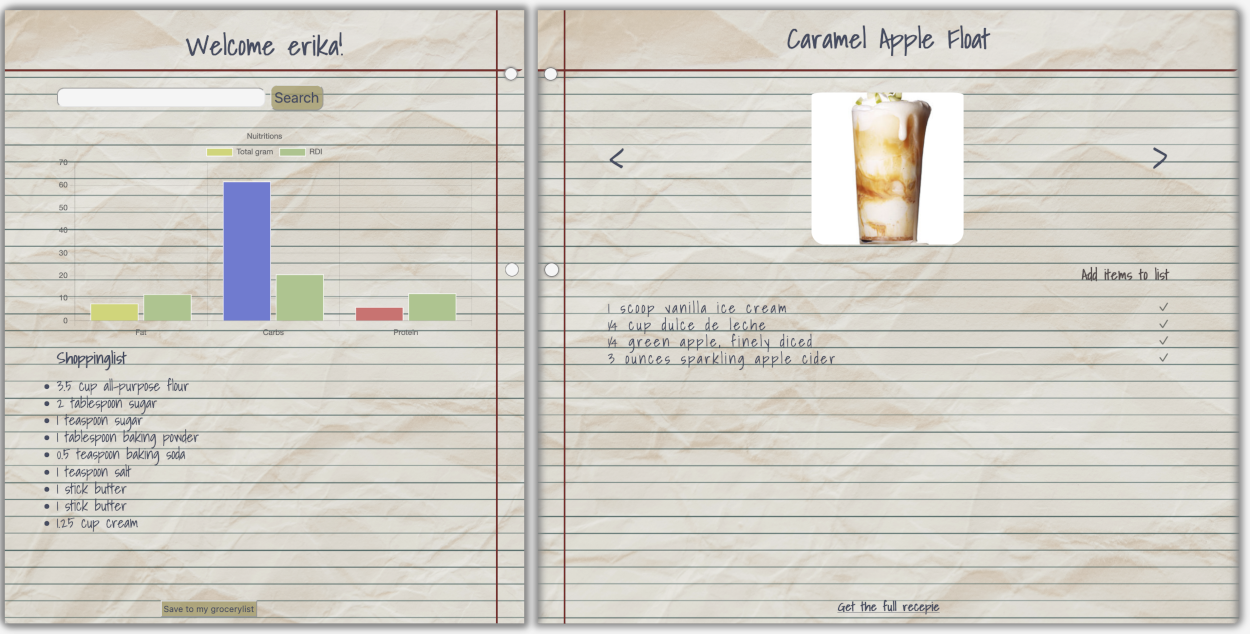 Welcome erika!
Search
Nuitritions
Total gram RDI
70
60
50
40
30
20
10
0
Fat Carbs Protein
Shoppinglist
• 3.5 cup all-purpose flour
• 2 tablespoon sugar
• 1 teaspoon sugar
• 1 tablespoon baking powder
• 0.5 teaspoon baking soda
• 1 teaspoon salt
• 1 stick butter
• 1 stick butter
• 1.25 cup cream
Save to my grocerylist
Caramel Apple Float
< >
Add items to list
1 scoop vanilla ice cream ✓
1/4 cup dulce de leche ✓
1/4 green apple, finely diced ✓
3 ounces sparkling apple cider ✓
Get the full recepie